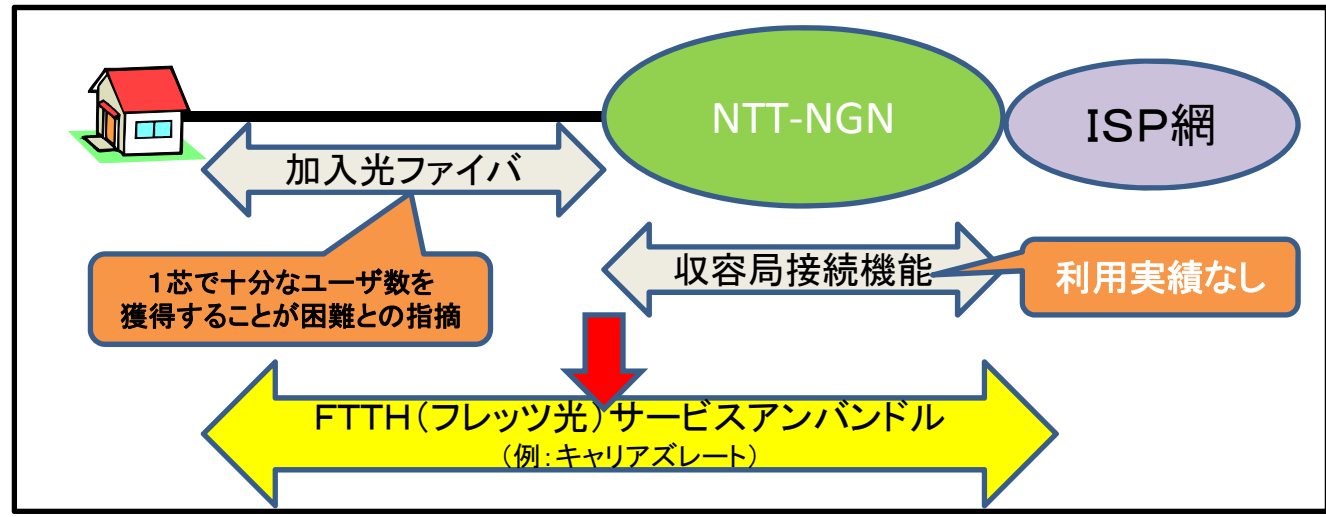 NTT-NGN
ISP網
加入光ファイバ
収容局接続機能
利用実績なし
１芯で十分なユーザ数を
獲得することが困難との指摘
FTTH（フレッツ光）サービスアンバンドル
（例：キャリアズレート）